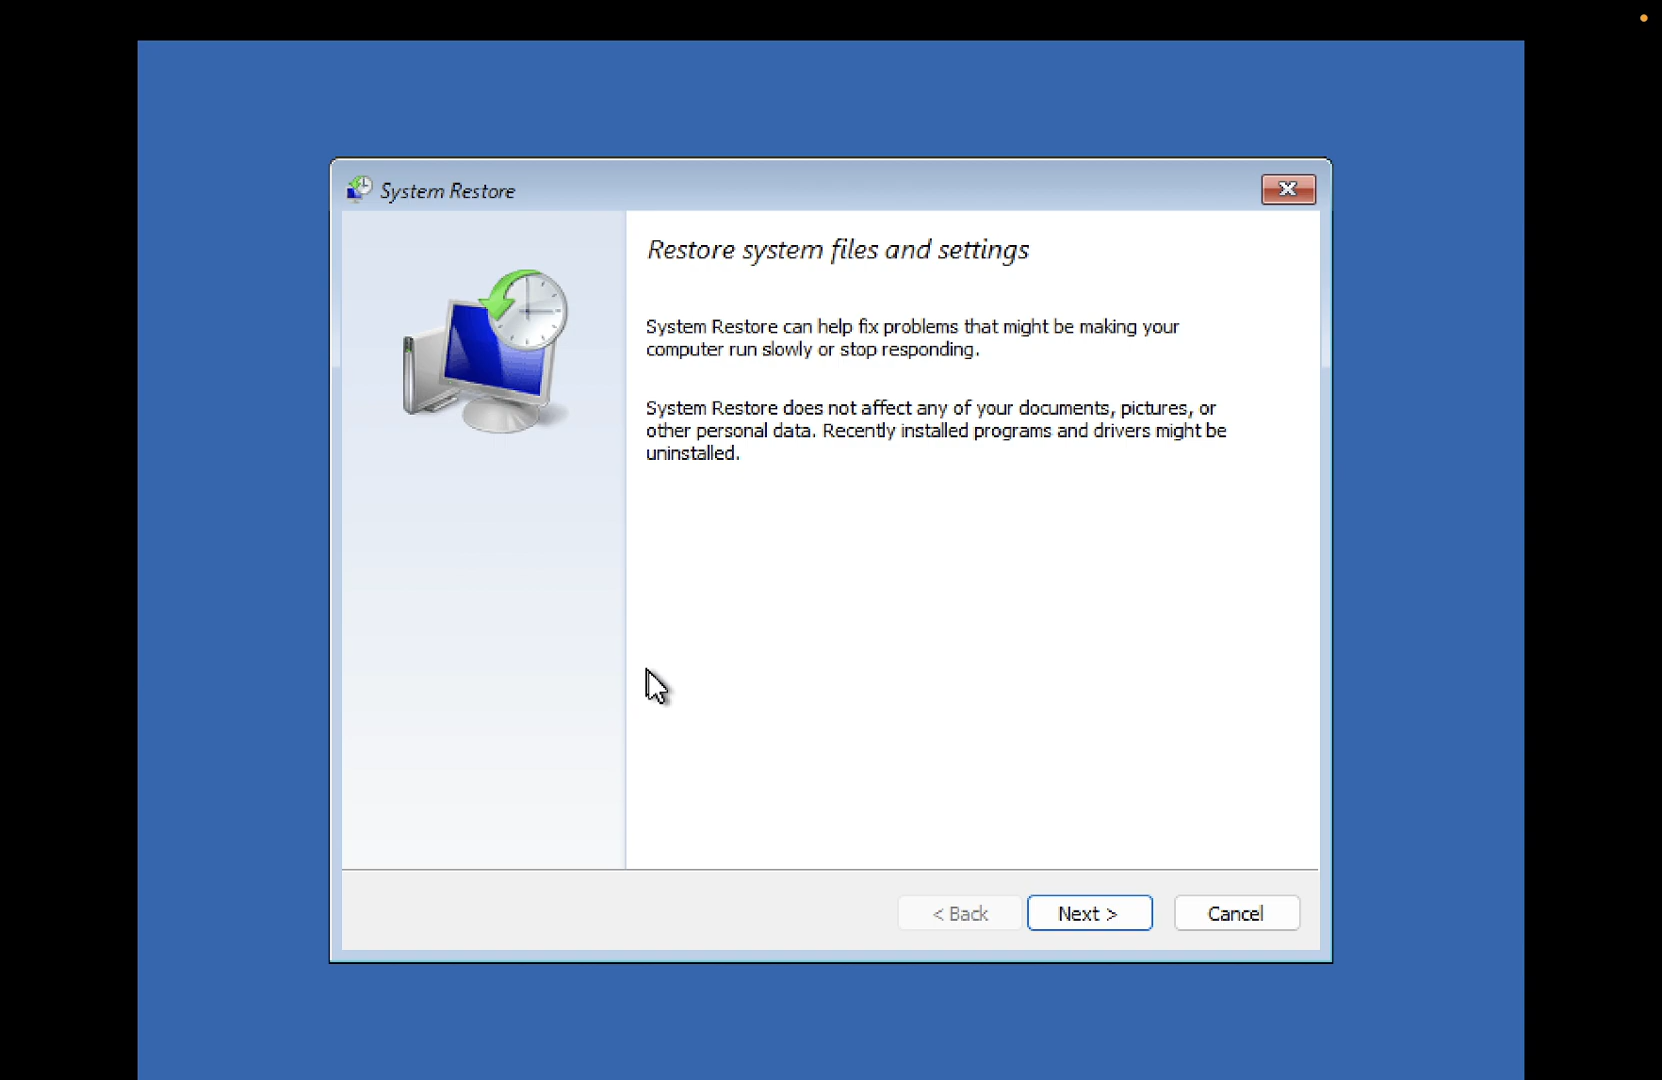 System Restore
Restore system files and settings
System Restore can help fix problems that might be making your
computer run slowly or stop responding.
System Restore does not affect any of your documents, pictures, or
other personal data. Recently installed programs and drivers might be
uninstalled.
< Back
Next >
Cancel